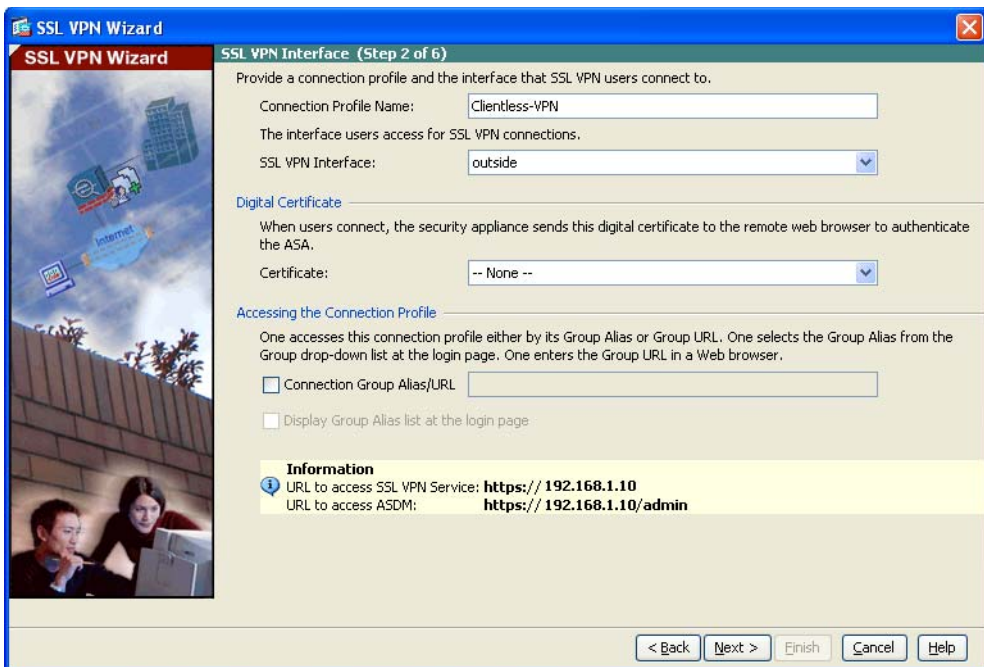 SSL VPN Wizard
SSL VPN Wizard
SSL VPN Interface (Step 2 of 6)
Provide a connection profile and the interface that SSL VPN users connect to.
Connection Profile Name: Clientless-VPN
The interface users access for SSL VPN connections.
SSL VPN Interface: outside
Digital Certificate
When users connect, the security appliance sends this digital certificate to the remote web browser to authenticate
the ASA.
Certificate: -- None --
Accessing the Connection Profile
One accesses this connection profile either by its Group Alias or Group URL. One selects the Group Alias from the
Group drop-down list at the login page. One enters the Group URL in a Web browser.
Connection Group Alias/URL
Display Group Alias list at the login page
Information
URL to access SSL VPN Service: https:// 192.168.1.10
URL to access ASDM: https:// 192.168.1.10/admin
Internet
< Back Next > Finish Cancel Help